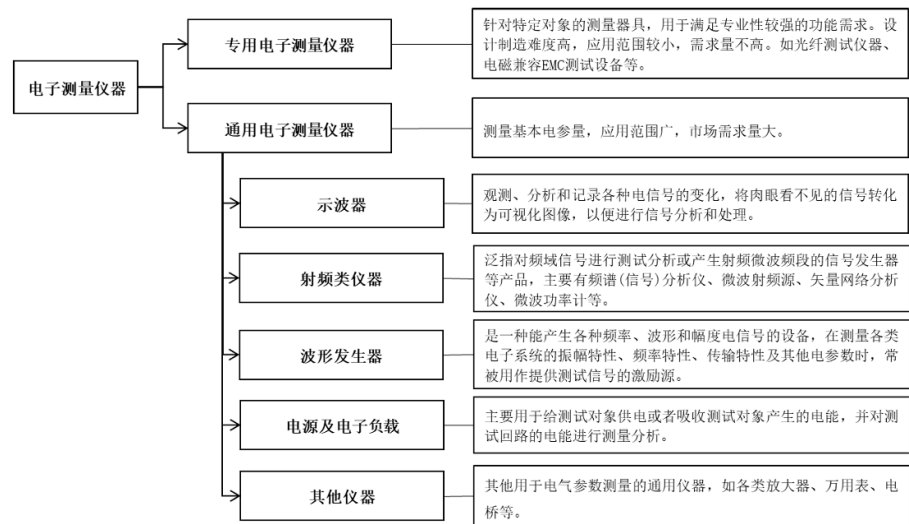 电子测量仪器
专用电子测量仪器
针对特定对象的测量器具，用于满足专业性较强的功能需求。设
计制造难度高，应用范围较小，需求量不高。如光纤测试仪器、
电磁兼容EMC测试设备等。
通用电子测量仪器
测量基本电参量，应用范围广，市场需求量大。
示波器
观测、分析和记录各种电信号的变化，将肉眼看不见的信号转化
为可视化图像，以便进行信号分析和处理。
射频类仪器
泛指对频域信号进行测试分析或产生射频微波频段的信号发生器
等产品，主要有频谱(信号)分析仪、微波射频源、矢量网络分析
仪、微波功率计等。
波形发生器
是一种能产生各种频率、波形和幅度电信号的设备，在测量各类
电子系统的振幅特性、频率特性、传输特性及其他电参数时，常
被用作提供测试信号的激励源。
电源及电子负载
主要用于给测试对象供电或者吸收测试对象产生的电能，并对测
试回路的电能进行测量分析。
其他仪器
其他用于电气参数测量的通用仪器，如各类放大器、万用表、电
桥等。